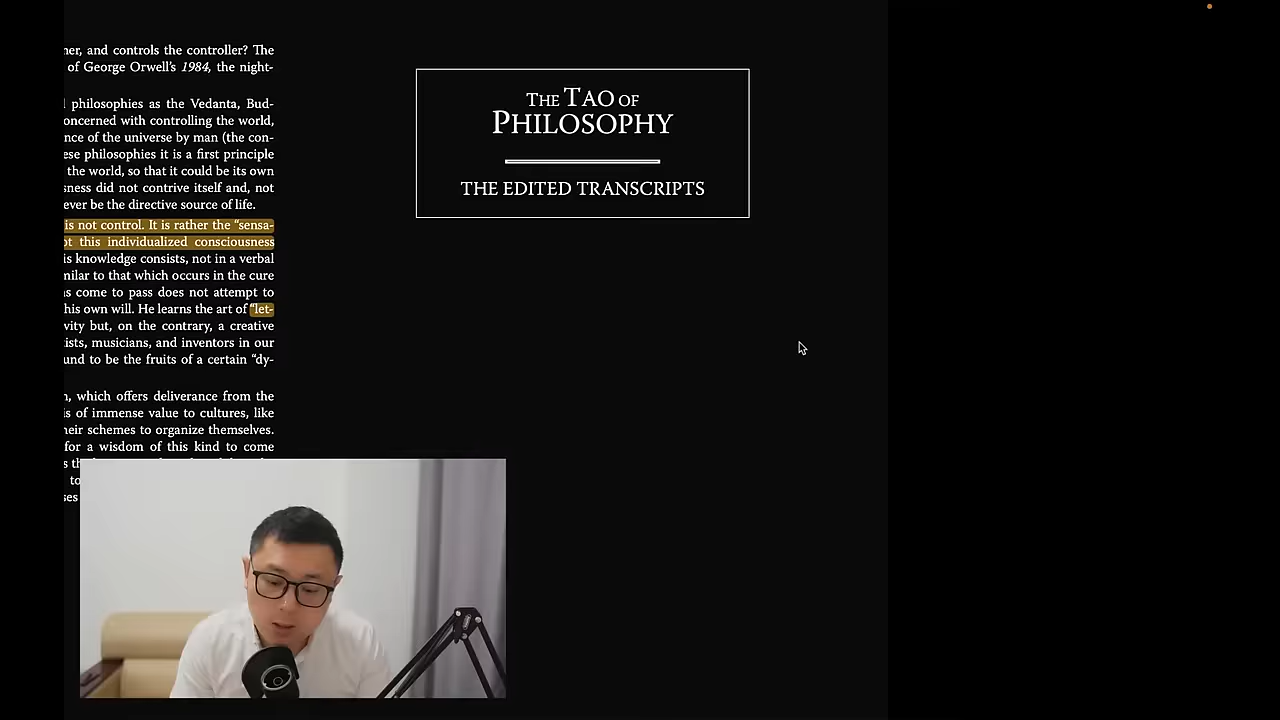 her, and controls the controller? The
of George Orwell's 1984, the night-
philosophies as the Vedanta, Bud-
oncerned with controlling the world,
nce of the universe by man (the con-
ese philosophies it is a first principle
the world, so that it could be its own
sness did not contrive itself and, not
ever be the directive source of life.
is not control. It is rather the “sensa-
ot this individualized consciousness
is knowledge consists, not in a verbal
milar to that which occurs in the cure
as come to pass does not attempt to
his own will. He learns the art of “let-
vity but, on the contrary, a creative
ists, musicians, and inventors in our
und to be the fruits of a certain “dy-
n, which offers deliverance from the
is of immense value to cultures, like
heir schemes to organize themselves.
for a wisdom of this kind to come
to
ses
THE TAO OF
PHILOSOPHY
THE EDITED TRANSCRIPTS